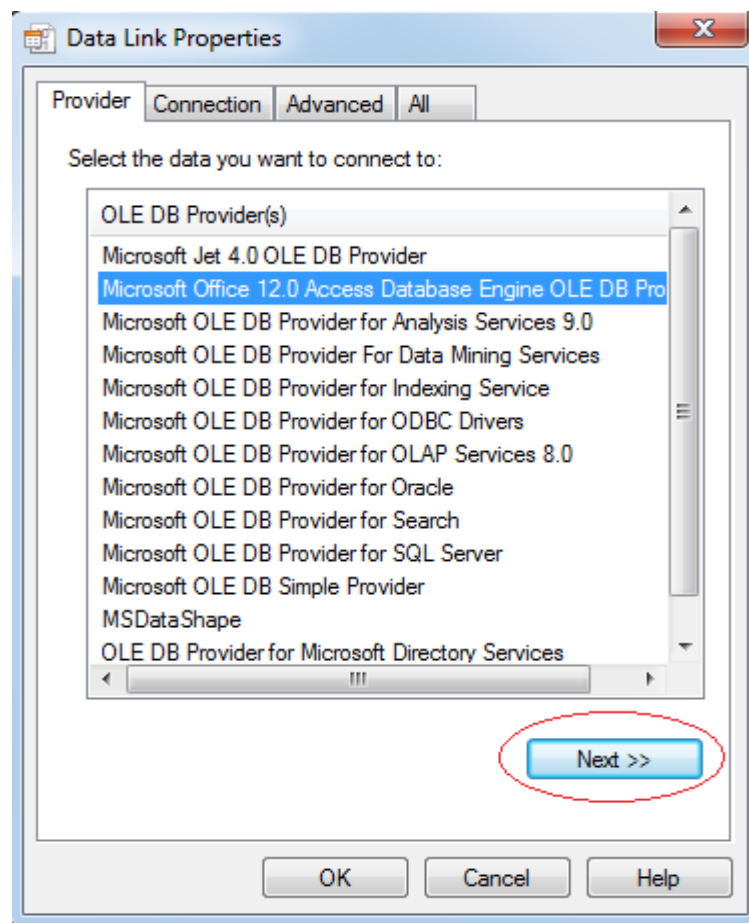 Data Link Properties
Provider Connection Advanced All
Select the data you want to connect to:
OLE DB Provider(s)
Microsoft Jet 4.0 OLE DB Provider
Microsoft Office 12.0 Access Database Engine OLE DB Pro
Microsoft OLE DB Provider for Analysis Services 9.0
Microsoft OLE DB Provider For Data Mining Services
Microsoft OLE DB Provider for Indexing Service
Microsoft OLE DB Provider for ODBC Drivers
Microsoft OLE DB Provider for OLAP Services 8.0
Microsoft OLE DB Provider for Oracle
Microsoft OLE DB Provider for Search
Microsoft OLE DB Provider for SQL Server
Microsoft OLE DB Simple Provider
MSDataShape
OLE DB Provider for Microsoft Directory Services
Next >>
OK Cancel Help